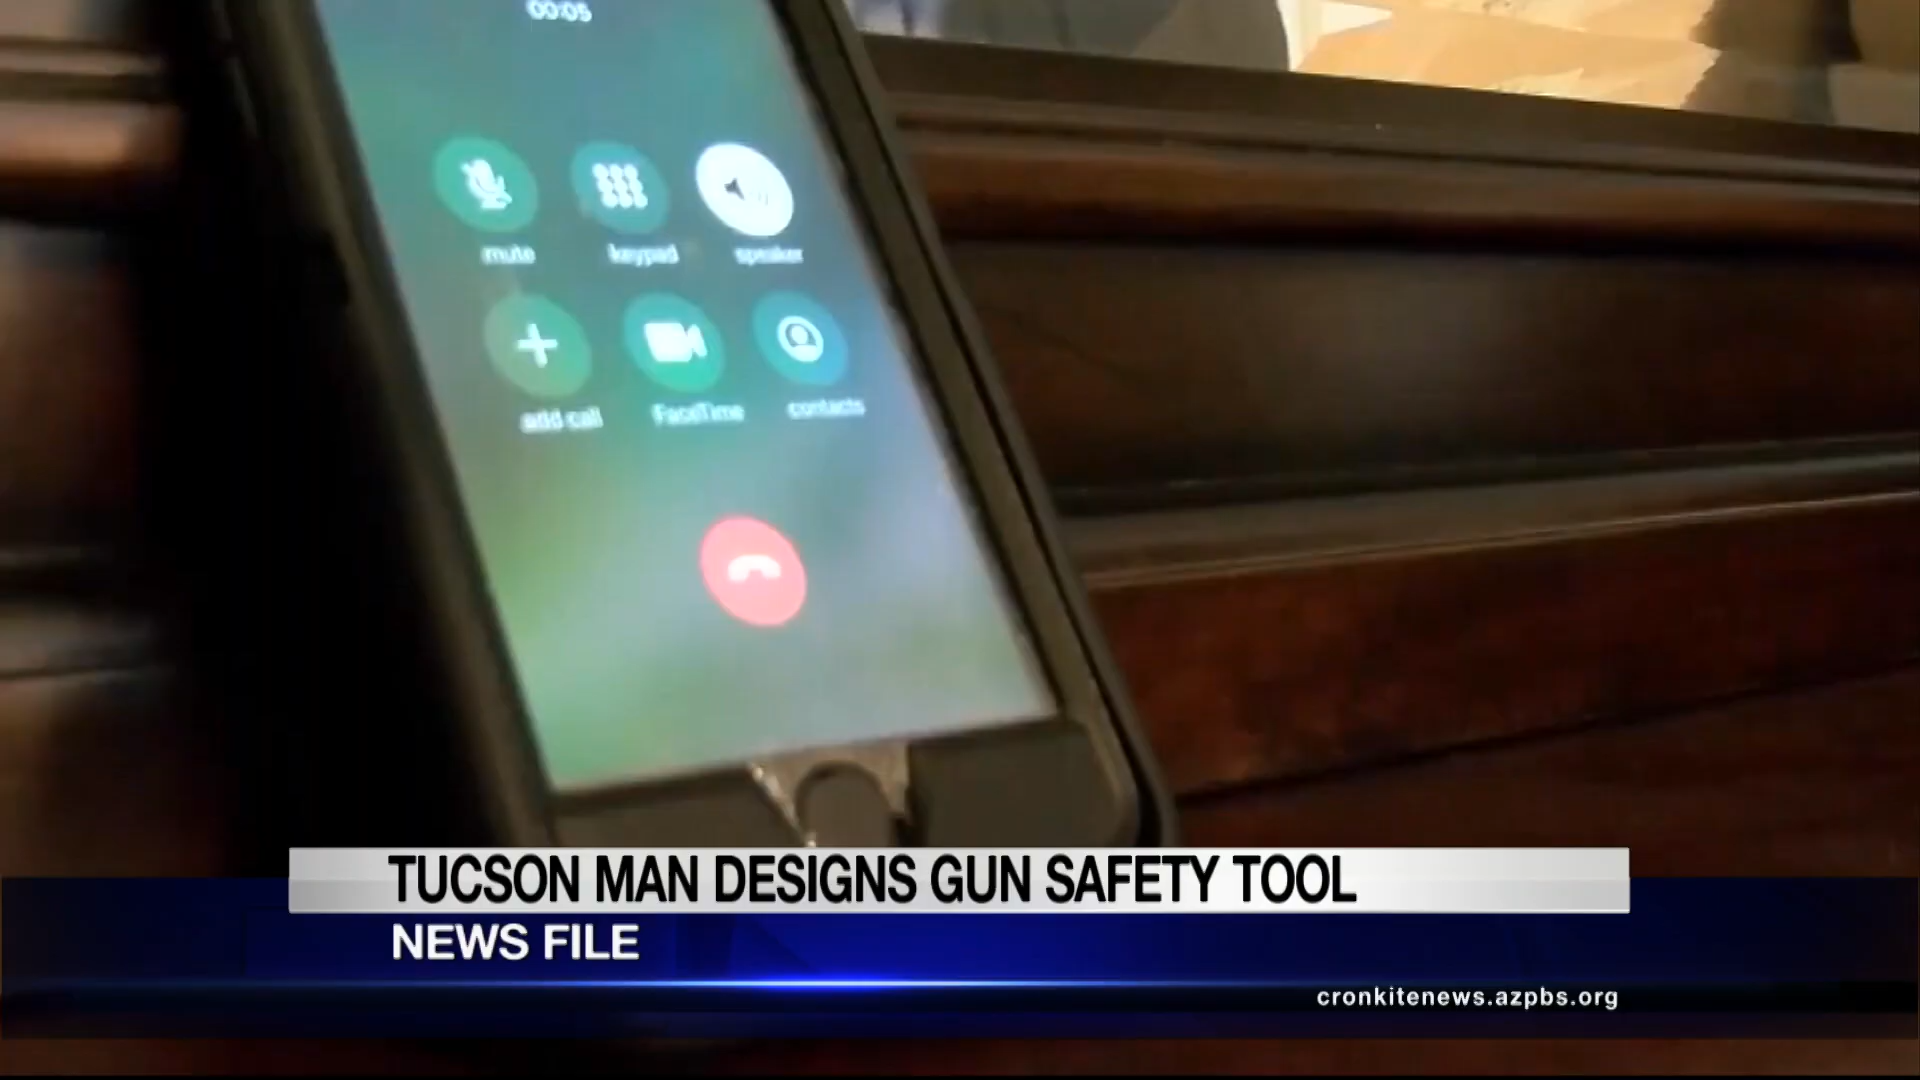 00:05
mute keypad speaker
add call FaceTime contacts
TUCSON MAN DESIGNS GUN SAFETY TOOL
NEWS FILE
cronkitenews.azpbs.org